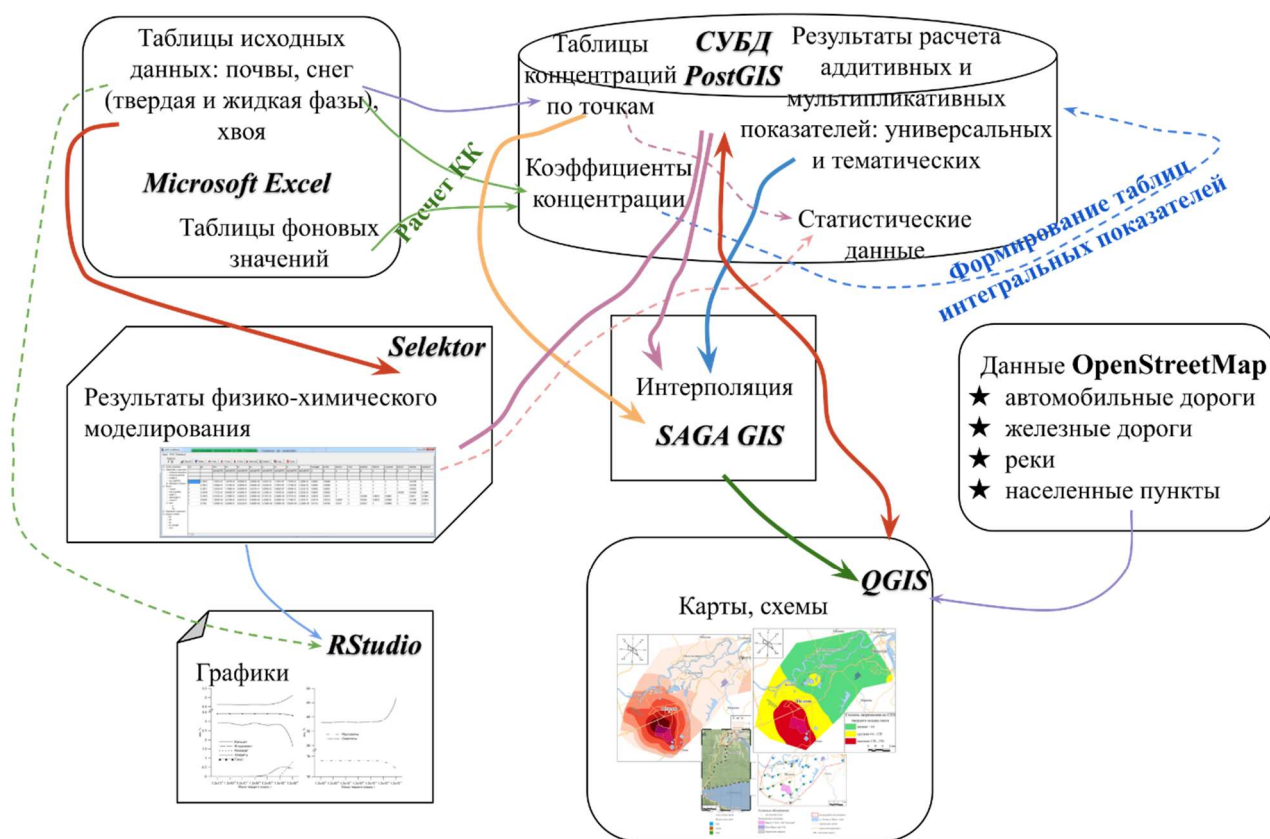 Таблицы исходных
данных: почвы, снег
(твердая и жидкая фазы),
хвоя
Microsoft Excel
Таблицы фоновых
значений
Расчет КК
Таблицы
концентраций
по точкам
СУБД
PostGIS
Результаты расчета
аддитивных и
мультипликативных
показателей: универсальных
и тематических
Коэффициенты
концентрации
Статистические
данные
Формирование таблиц
интегральных показателей
Selektor
Результаты физико-химического
моделирования
Интерполяция
SAGA GIS
Данные OpenStreetMap
★ автомобильные дороги
★ железные дороги
★ реки
★ населенные пункты
RStudio
Графики
QGIS
Карты, схемы